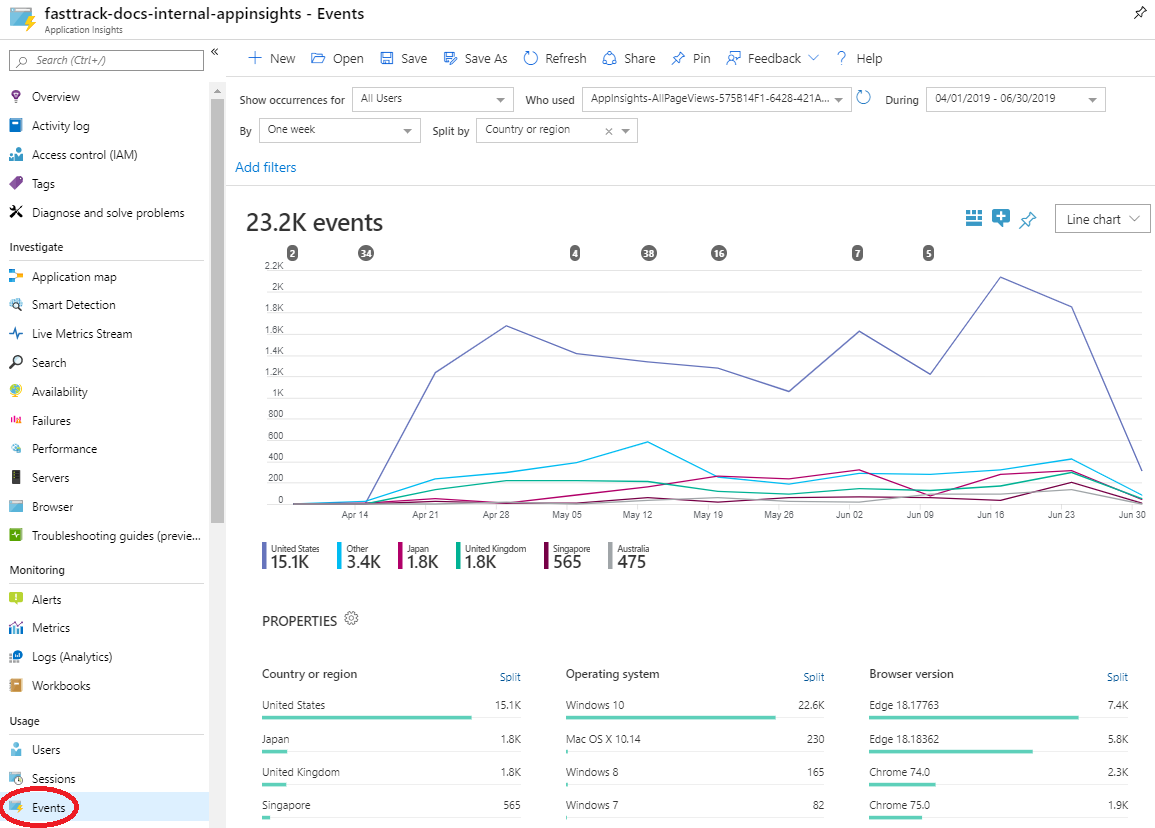 fasttrack-docs-internal-appinsights - Events
Application Insights
Search (Ctrl+/)
«
Overview
Activity log
Access control (IAM)
Tags
Diagnose and solve problems
Investigate
Application map
Smart Detection
Live Metrics Stream
Search
Availability
Failures
Performance
Servers
Browser
Troubleshooting guides (previe...
Monitoring
Alerts
Metrics
Logs (Analytics)
Workbooks
Usage
Users
Sessions
Events
New Open Save Save As Refresh Share Pin Feedback ? Help
Show occurrences for All Users Who used AppInsights-AllPageViews-575B14F1-6428-421A... During 04/01/2019 - 06/30/2019
By One week Split by Country or region
Add filters
23.2K events
Line chart
2 34 4 38 16 7 5
2.2K
2K
1.8K
1.6K
1.4K
1.2K
1K
800
600
400
200
0
Apr 14 Apr 21 Apr 28 May 05 May 12 May 19 May 26 Jun 02 Jun 09 Jun 16 Jun 23 Jun 30
United States Other Japan United Kingdom Singapore Australia
15.1K 3.4K 1.8K 1.8K 565 475
PROPERTIES
Country or region Split Operating system Split Browser version Split
United States 15.1K Windows 10 22.6K Edge 18.17763 7.4K
Japan 1.8K Mac OS X 10.14 230 Edge 18.18362 5.8K
United Kingdom 1.8K Windows 8 165 Chrome 74.0 2.3K
Singapore 565 Windows 7 82 Chrome 75.0 1.9K